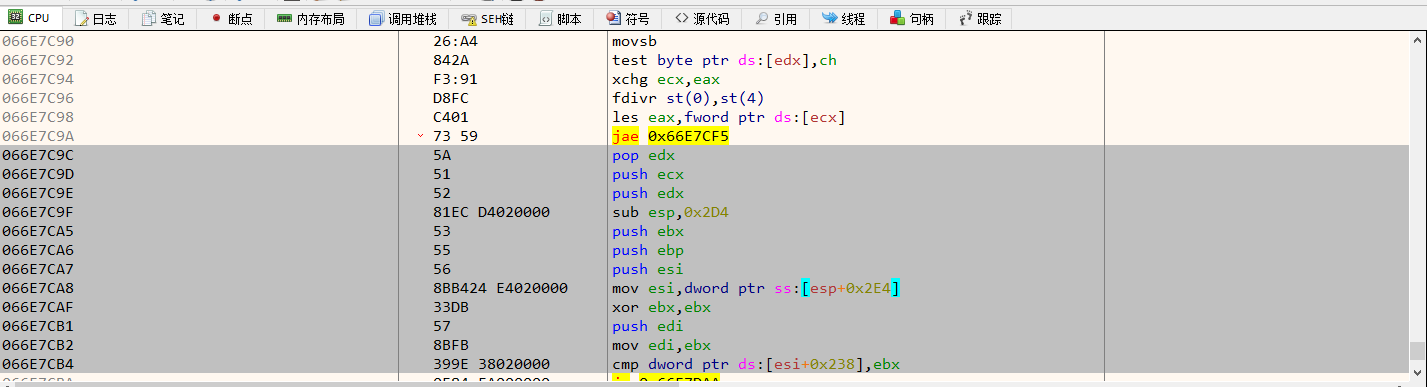 CPU 日志 笔记 断点 内存布局 调用堆栈 SEH链 脚本 符号 源代码 引用 线程 句柄 跟踪
066E7C90 26:A4 movsb
066E7C92 842A test byte ptr ds:[edx],ch
066E7C94 F3:91 xchg ecx,eax
066E7C96 D8FC fdivr st(0),st(4)
066E7C98 C401 les eax,fword ptr ds:[ecx]
066E7C9A 73 59 jae 0x66E7CF5
066E7C9C 5A pop edx
066E7C9D 51 push ecx
066E7C9E 52 push edx
066E7C9F 81EC D4020000 sub esp,0x2D4
066E7CA5 53 push ebx
066E7CA6 55 push ebp
066E7CA7 56 push esi
066E7CA8 8BB424 E4020000 mov esi,dword ptr ss:[esp+0x2E4]
066E7CAF 33DB xor ebx,ebx
066E7CB1 57 push edi
066E7CB2 8BFB mov edi,ebx
066E7CB4 399E 38020000 cmp dword ptr ds:[esi+0x238],ebx